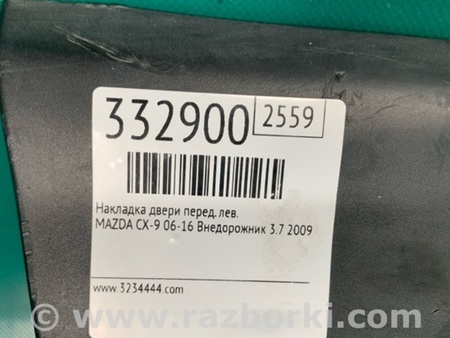 332900 2559
Накладка двери перед. лев.
MAZDA CX-9 06-16 Внедорожник 3.7 2009
www.3234444.com
www.razborki.com